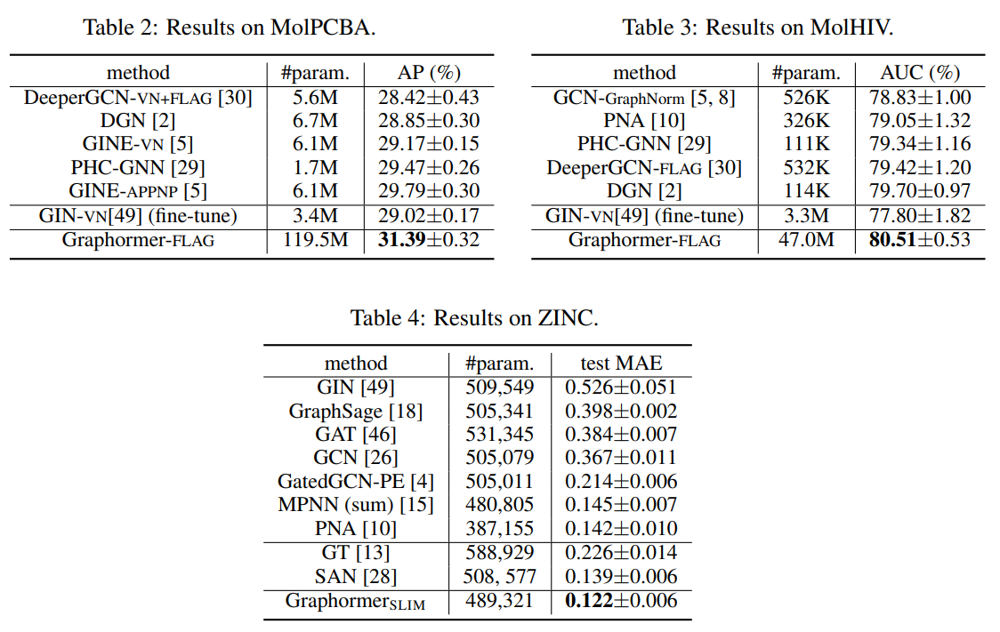 Table 2: Results on MolPCBA.
method #param. AP (%)
DeeperGCN-VN+FLAG [30] 5.6M 28.42±0.43
DGN [2] 6.7M 28.85±0.30
GINE-VN [5] 6.1M 29.17±0.15
PHC-GNN [29] 1.7M 29.47±0.26
GINE-APPNP [5] 6.1M 29.79±0.30
GIN-VN[49] (fine-tune) 3.4M 29.02±0.17
Graphormer-FLAG 119.5M 31.39±0.32
Table 3: Results on MolHIV.
method #param. AUC (%)
GCN-GraphNorm [5, 8] 526K 78.83±1.00
PNA [10] 326K 79.05±1.32
PHC-GNN [29] 111K 79.34±1.16
DeeperGCN-FLAG [30] 532K 79.42±1.20
DGN [2] 114K 79.70±0.97
GIN-VN[49] (fine-tune) 3.3M 77.80±1.82
Graphormer-FLAG 47.0M 80.51±0.53
Table 4: Results on ZINC.
method #param. test MAE
GIN [49] 509,549 0.526±0.051
GraphSage [18] 505,341 0.398±0.002
GAT [46] 531,345 0.384±0.007
GCN [26] 505,079 0.367±0.011
GatedGCN-PE [4] 505,011 0.214±0.006
MPNN (sum) [15] 480,805 0.145±0.007
PNA [10] 387,155 0.142±0.010
GT [13] 588,929 0.226±0.014
SAN [28] 508, 577 0.139±0.006
GraphormerSLIM 489,321 0.122±0.006